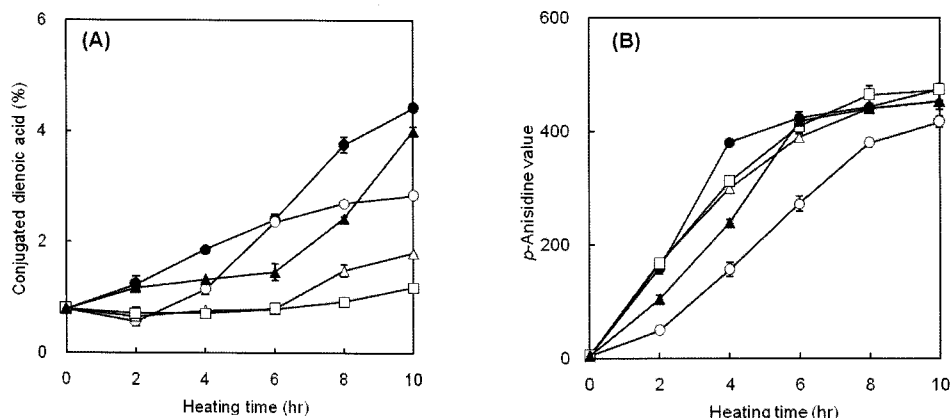 (A)
Conjugated dienoic acid (%)
6
4
2
0
0 2 4 6 8 10
Heating time (hr)
(B)
p-Anisidine value
600
400
200
0
0 2 4 6 8 10
Heating time (hr)